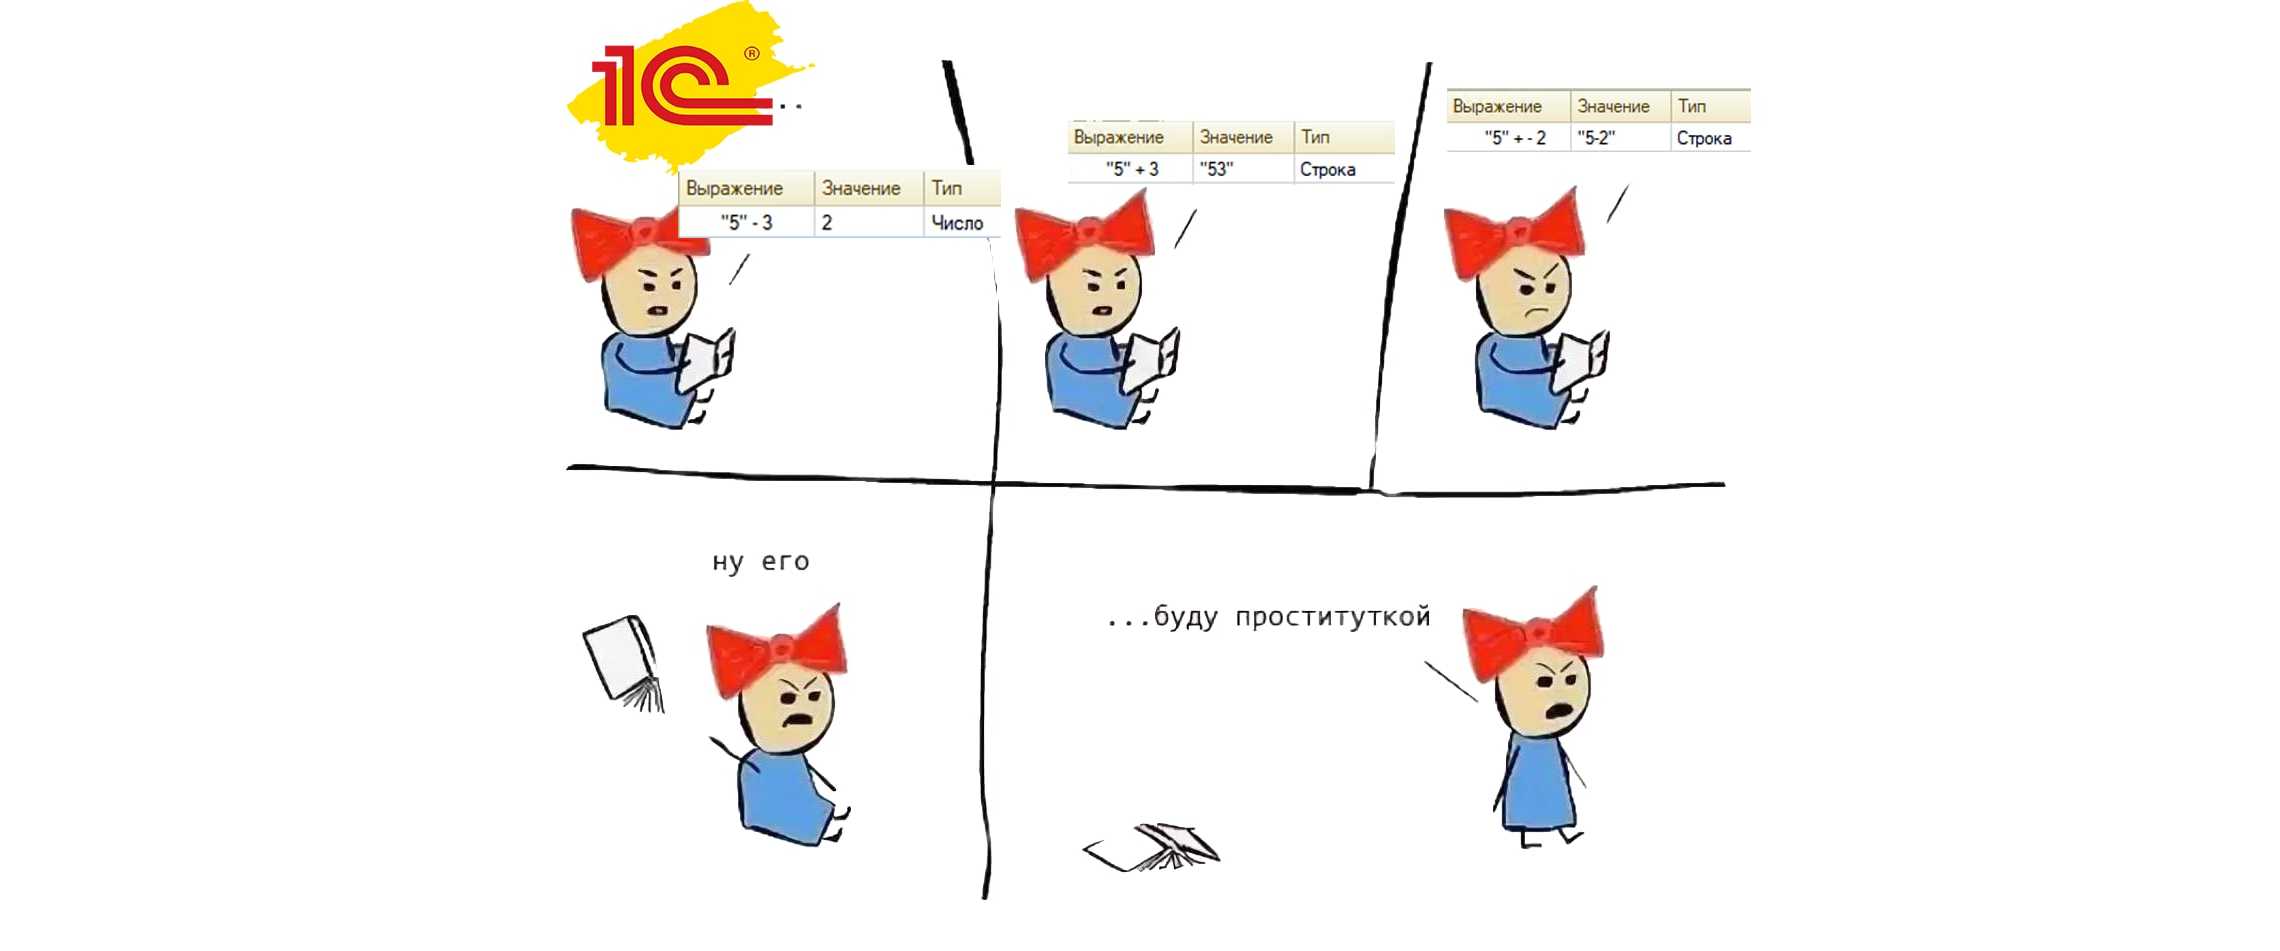 1С®
..
Выражение Значение Тип
"5" - 3 2 Число
Выражение Значение Тип
"5" + 3 "53" Строка
Выражение Значение Тип
"5" + - 2 "5-2" Строка
ну его
...буду проституткой